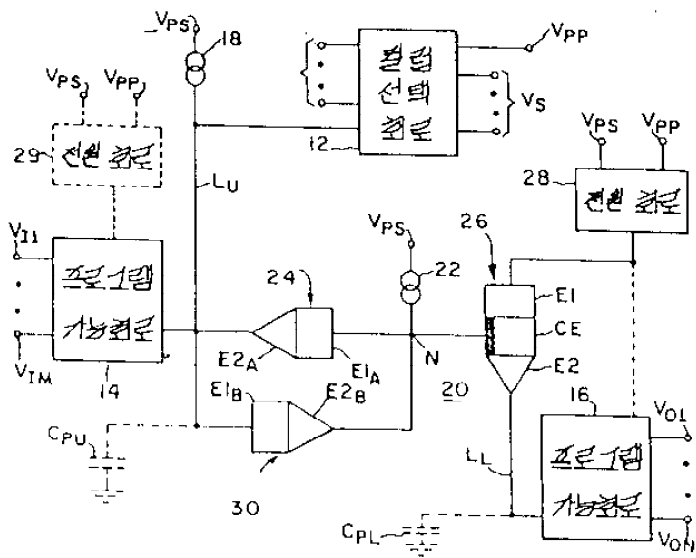 VPS
18
VPP
VPS
VPP
컬럼
선택
회로
VS
12
29
전원 회로
LU
VPS
VPP
28
전원 회로
VI1
프로그램
가능회로
VIM
14
VPS
22
26
24
E1
CE
E2
E2A
E1A
N
20
E1B
E2B
CPU
30
16
LL
VO1
프로그램
가능회로
VON
CPL